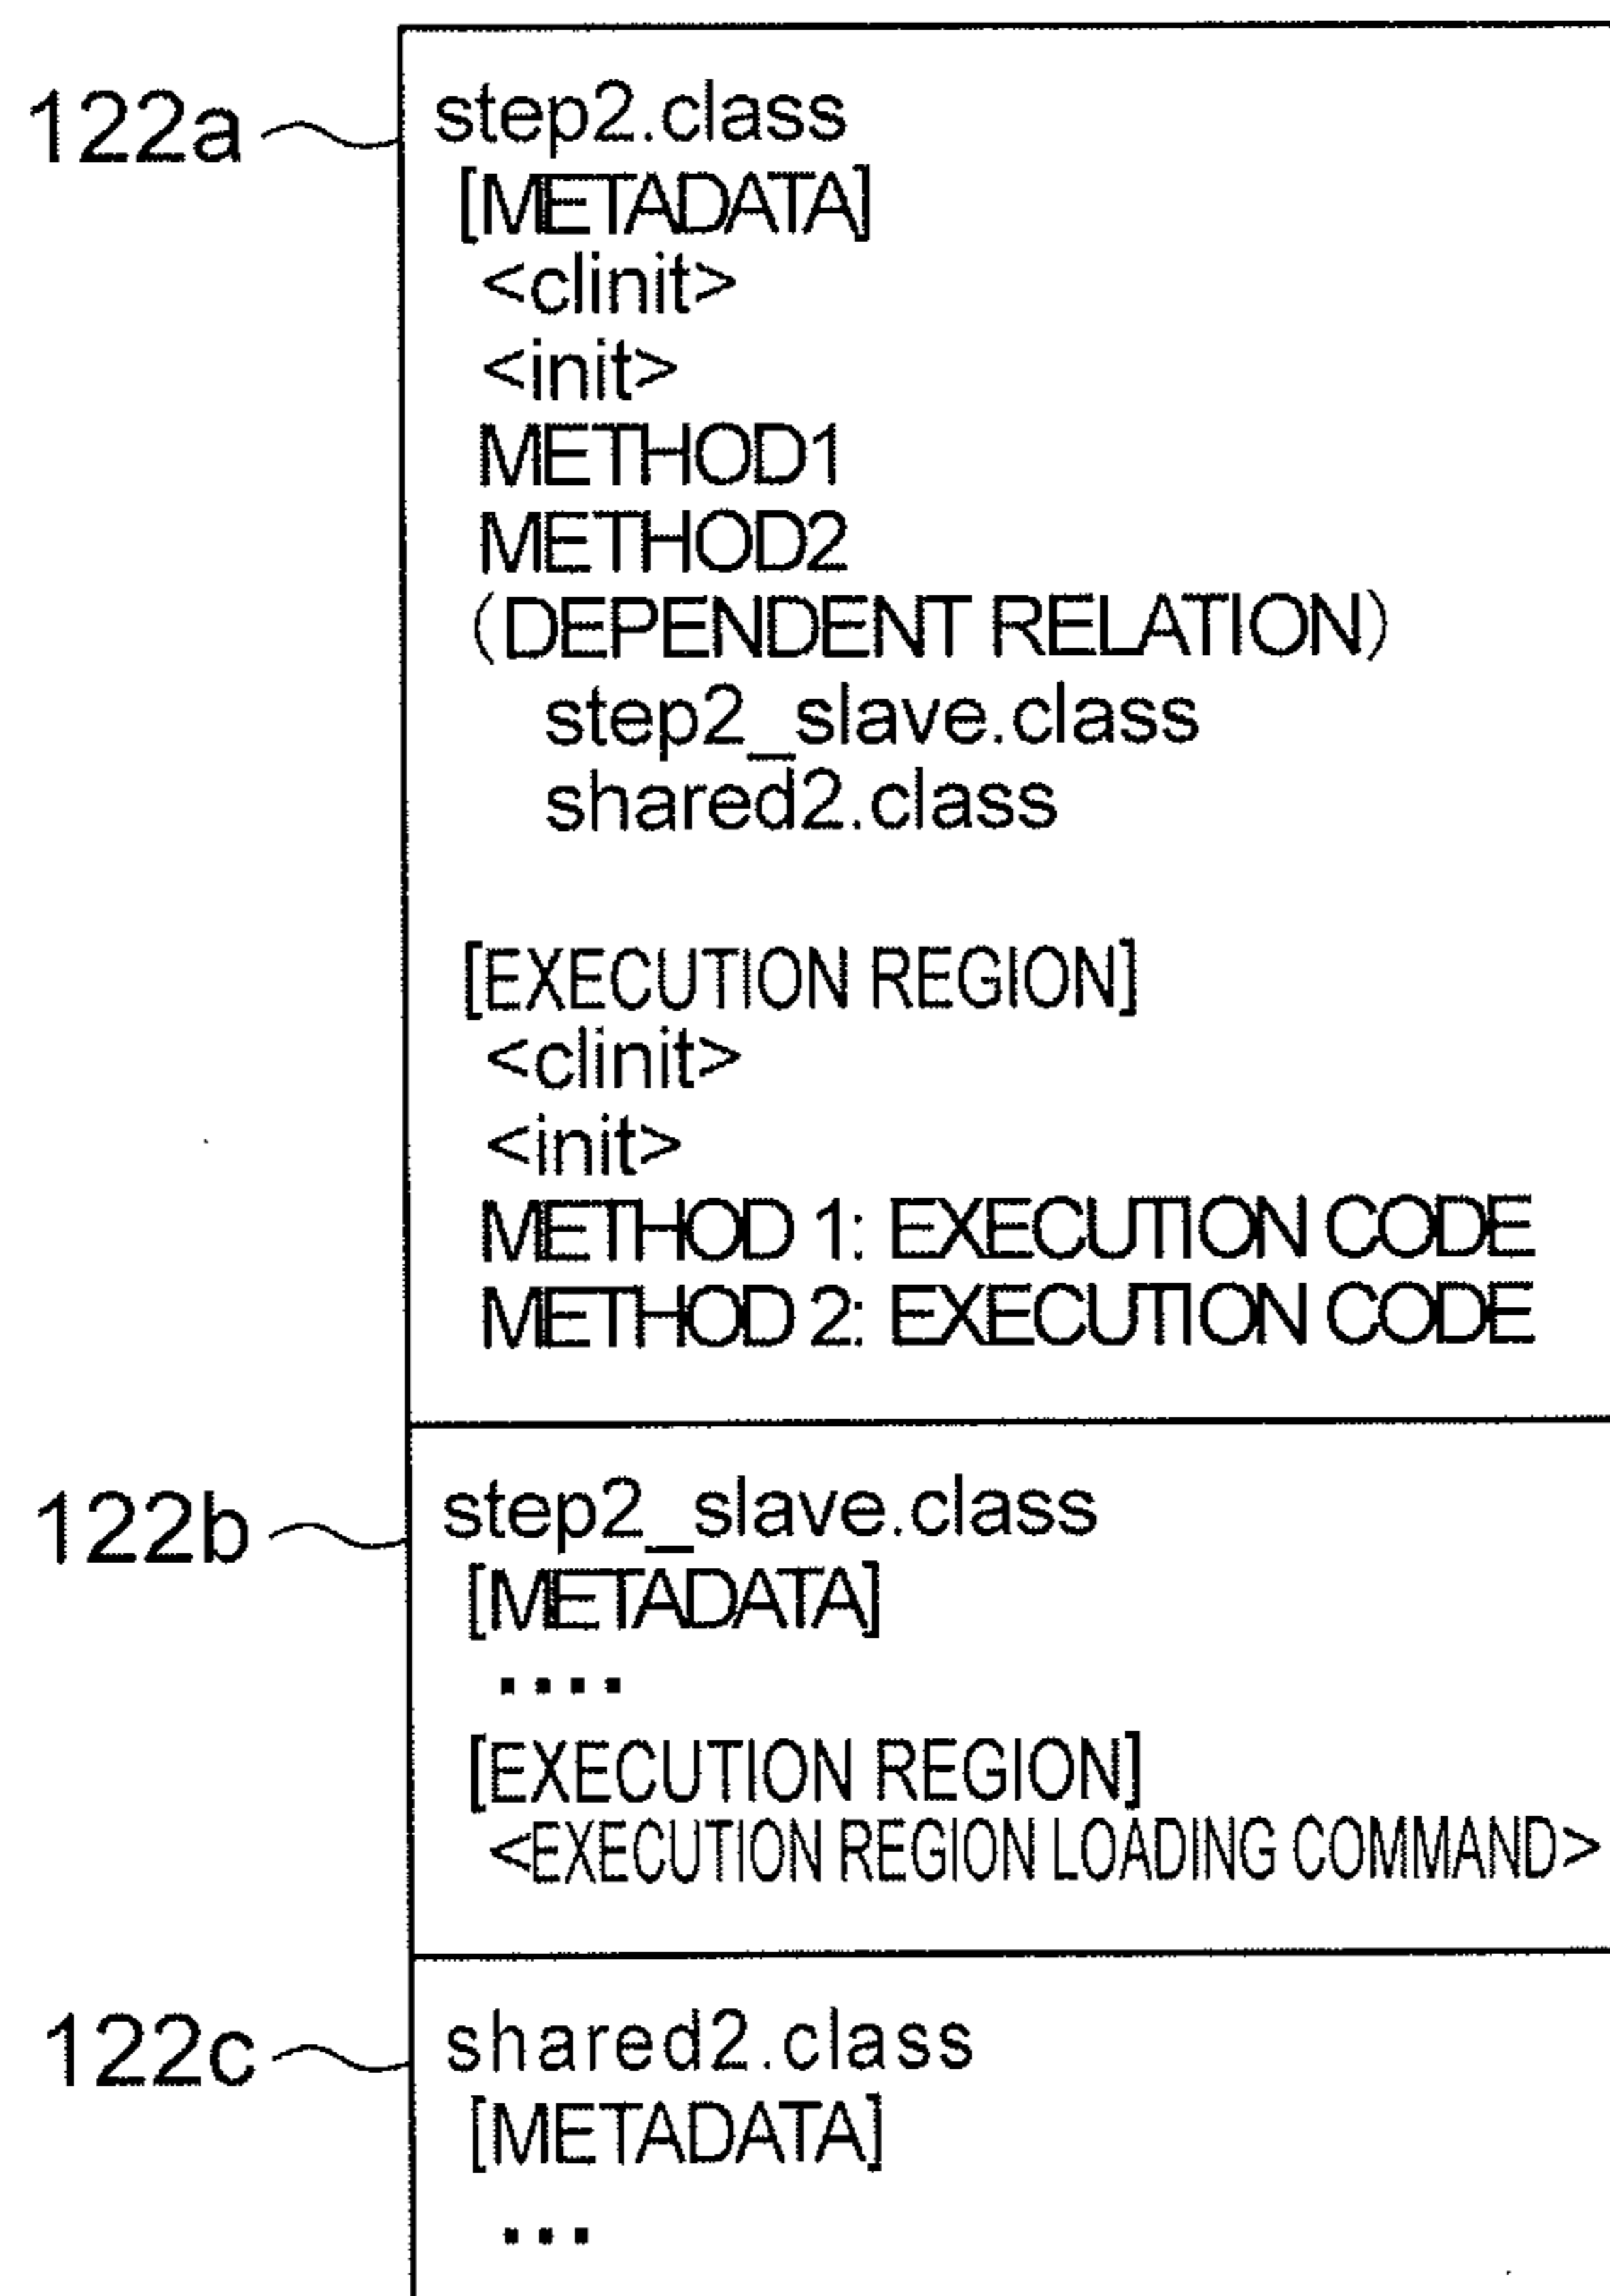 122a step2.class
[METADATA]
<clinit>
<init>
METHOD1
METHOD2
(DEPENDENT RELATION)
step2_slave.class
shared2.class
[EXECUTION REGION]
<clinit>
<init>
METHOD 1: EXECUTION CODE
METHOD 2: EXECUTION CODE
122b step2_slave.class
[METADATA]
....
[EXECUTION REGION]
<EXECUTION REGION LOADING COMMAND>
122c shared2.class
[METADATA]
...